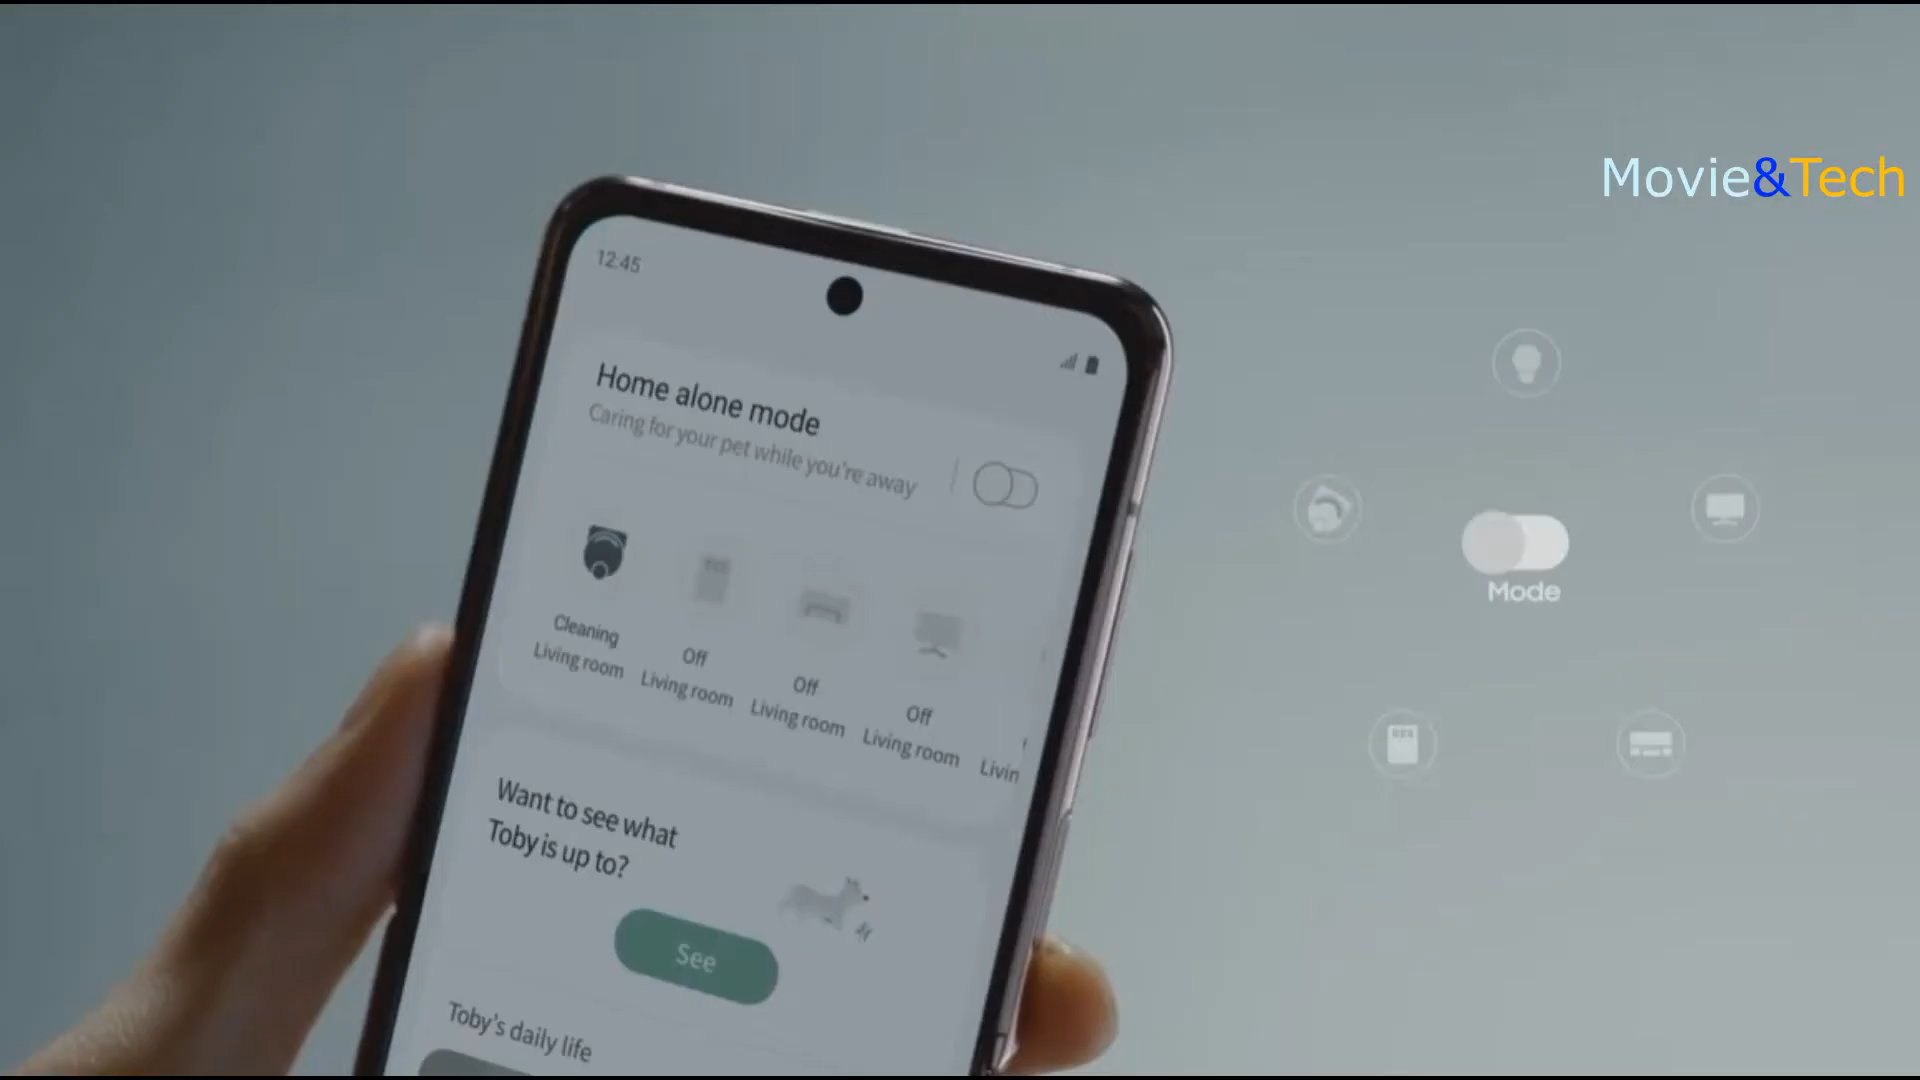 Movie&Tech
12:45
Home alone mode
Caring for your pet while you're away
Cleaning
Living room
Off
Living room
Off
Living room
Off
Living room
Livin
Mode
Want to see what
Toby is up to?
See
Toby's daily life